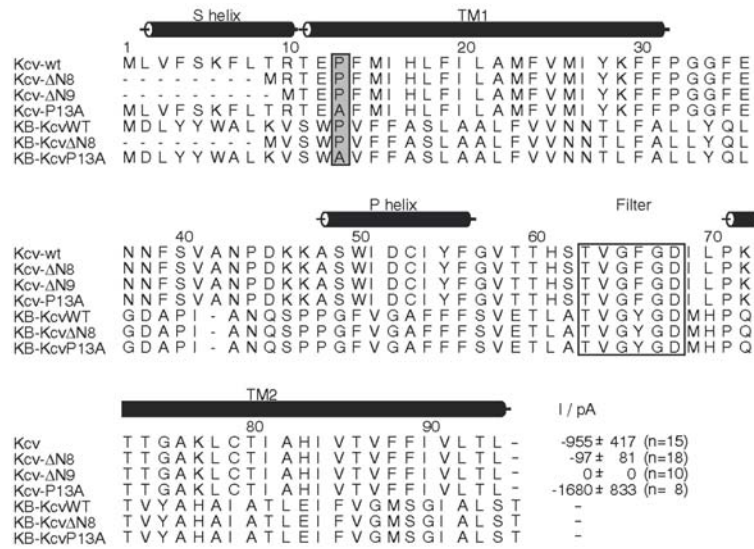 S helix TM1
1 10 20 30
Kcv-wt M L V F S K F L T R T E P F M I H L F I L A M F V M I Y K F F P G G F E
Kcv-ΔN8 - - - - - - - - M R T E P F M I H L F I L A M F V M I Y K F F P G G F E
Kcv-ΔN9 - - - - - - - - - M T E P F M I H L F I L A M F V M I Y K F F P G G F E
Kcv-P13A M L V F S K F L T R T E A F M I H L F I L A M F V M I Y K F F P G G F E
KB-KcvWT M D L Y Y W A L K V S W P V F F A S L A A L F V V N N T L F A L L Y Q L
KB-KcvΔN8 - - - - - - - - M V S W P V F F A S L A A L F V V N N T L F A L L Y Q L
KB-KcvP13A M D L Y Y W A L K V S W A V F F A S L A A L F V V N N T L F A L L Y Q L
P helix Filter
40 50 60 70
Kcv-wt N N F S V A N P D K K A S W I D C I Y F G V T T H S T V G F G D I L P K
Kcv-ΔN8 N N F S V A N P D K K A S W I D C I Y F G V T T H S T V G F G D I L P K
Kcv-ΔN9 N N F S V A N P D K K A S W I D C I Y F G V T T H S T V G F G D I L P K
Kcv-P13A N N F S V A N P D K K A S W I D C I Y F G V T T H S T V G F G D I L P K
KB-KcvWT G D A P I - A N Q S P P G F V G A F F F S V E T L A T V G Y G D M H P Q
KB-KcvΔN8 G D A P I - A N Q S P P G F V G A F F F S V E T L A T V G Y G D M H P Q
KB-KcvP13A G D A P I - A N Q S P P G F V G A F F F S V E T L A T V G Y G D M H P Q
TM2
80 90 I / pA
Kcv T T G A K L C T I A H I V T V F F I V L T L - -955 ± 417 (n=15)
Kcv-ΔN8 T T G A K L C T I A H I V T V F F I V L T L - -97 ± 81 (n=18)
Kcv-ΔN9 T T G A K L C T I A H I V T V F F I V L T L - 0 ± 0 (n=10)
Kcv-P13A T T G A K L C T I A H I V T V F F I V L T L - -1680 ± 833 (n= 8)
KB-KcvWT T V Y A H A I A T L E I F V G M S G I A L S T -
KB-KcvΔN8 T V Y A H A I A T L E I F V G M S G I A L S T -
KB-KcvP13A T V Y A H A I A T L E I F V G M S G I A L S T -